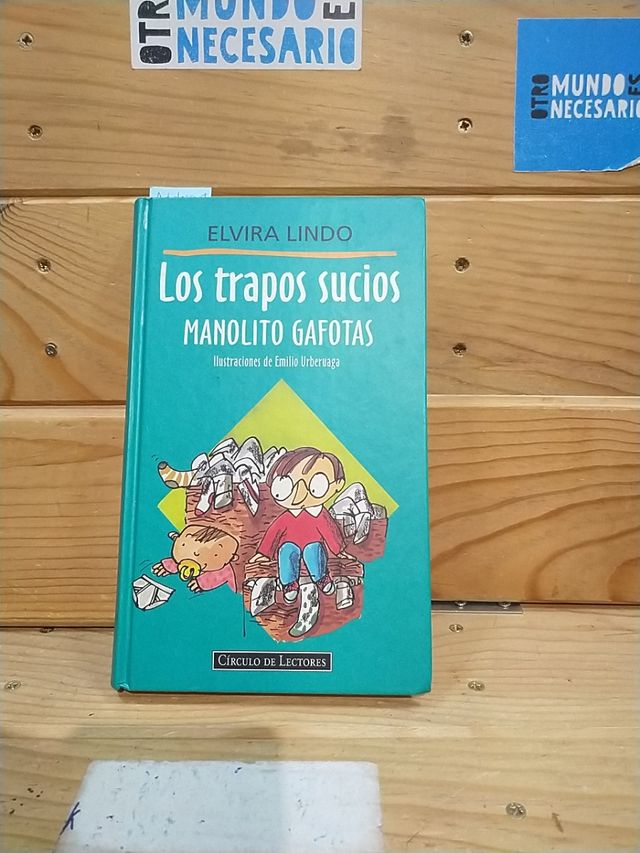 OTRO MUNDO ES
NECESARIO
OTRO MUNDO ES
NECESARIO
ELVIRA LINDO
Los trapos sucios
MANOLITO GAFOTAS
Ilustraciones de Emilio Urberuaga
CÍRCULO DE LECTORES